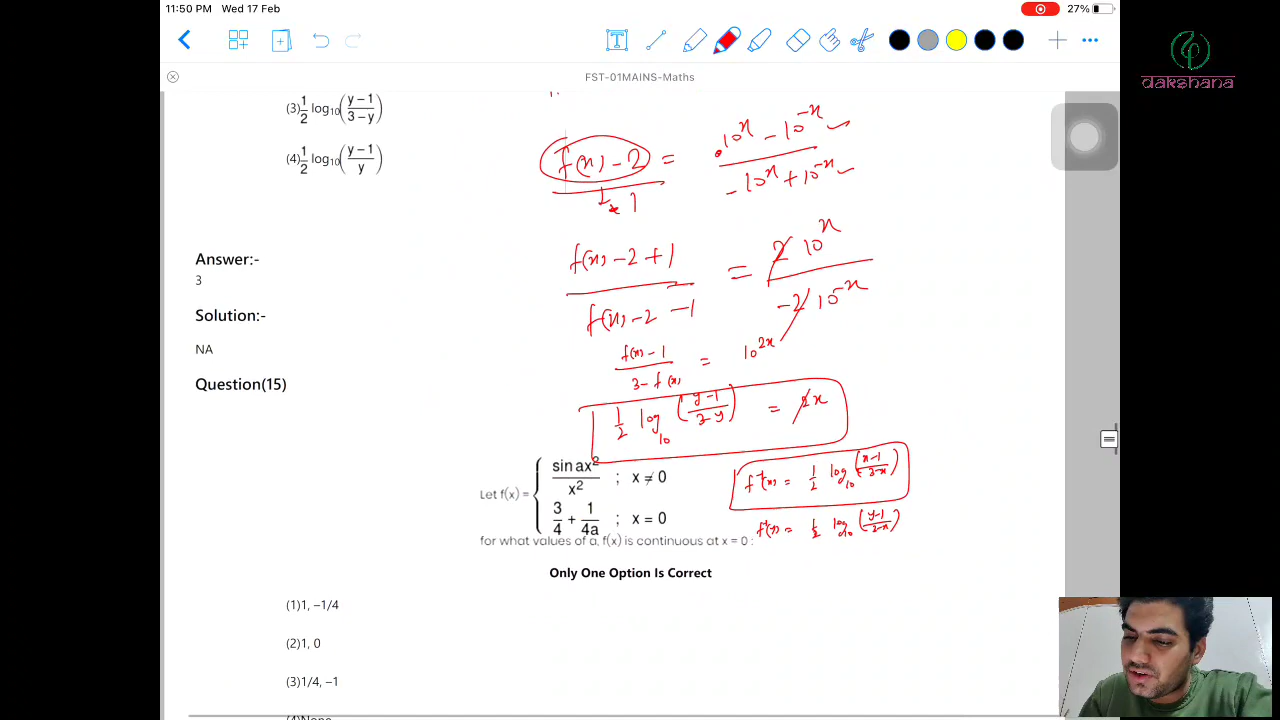 11:50 PM Wed 17 Feb
27%
dakshana
FST-01MAINS-Maths
(3) 1/2 log₁₀((y – 1)/(3 – y))
(4) 1/2 log₁₀((y – 1)/y)
f(x) - 2 = (10^x - 10^-x)/(-10^x + 10^-x)
1
(f(x) - 2 + 1)/(f(x) - 2 - 1) = (2 10^x)/(-2 10^-x)
(f(x) - 1)/(3 - f(x)) = 10^2x
1/2 log₁₀((y-1)/(3-y)) = 2x
Answer:-
3
Solution:-
NA
Question(15)
Let f(x) = { sin ax²/x² ; x ≠ 0
3/4 + 1/4a ; x = 0
f⁻¹(x) = 1/2 log₁₀((x-1)/(3-x))
f⁻¹(y) = 1/2 log₁₀
for what values of a, f(x) is continuous at x = 0 :
Only One Option Is Correct
(1)1, –1/4
(2)1, 0
(3)1/4, –1
(4)None